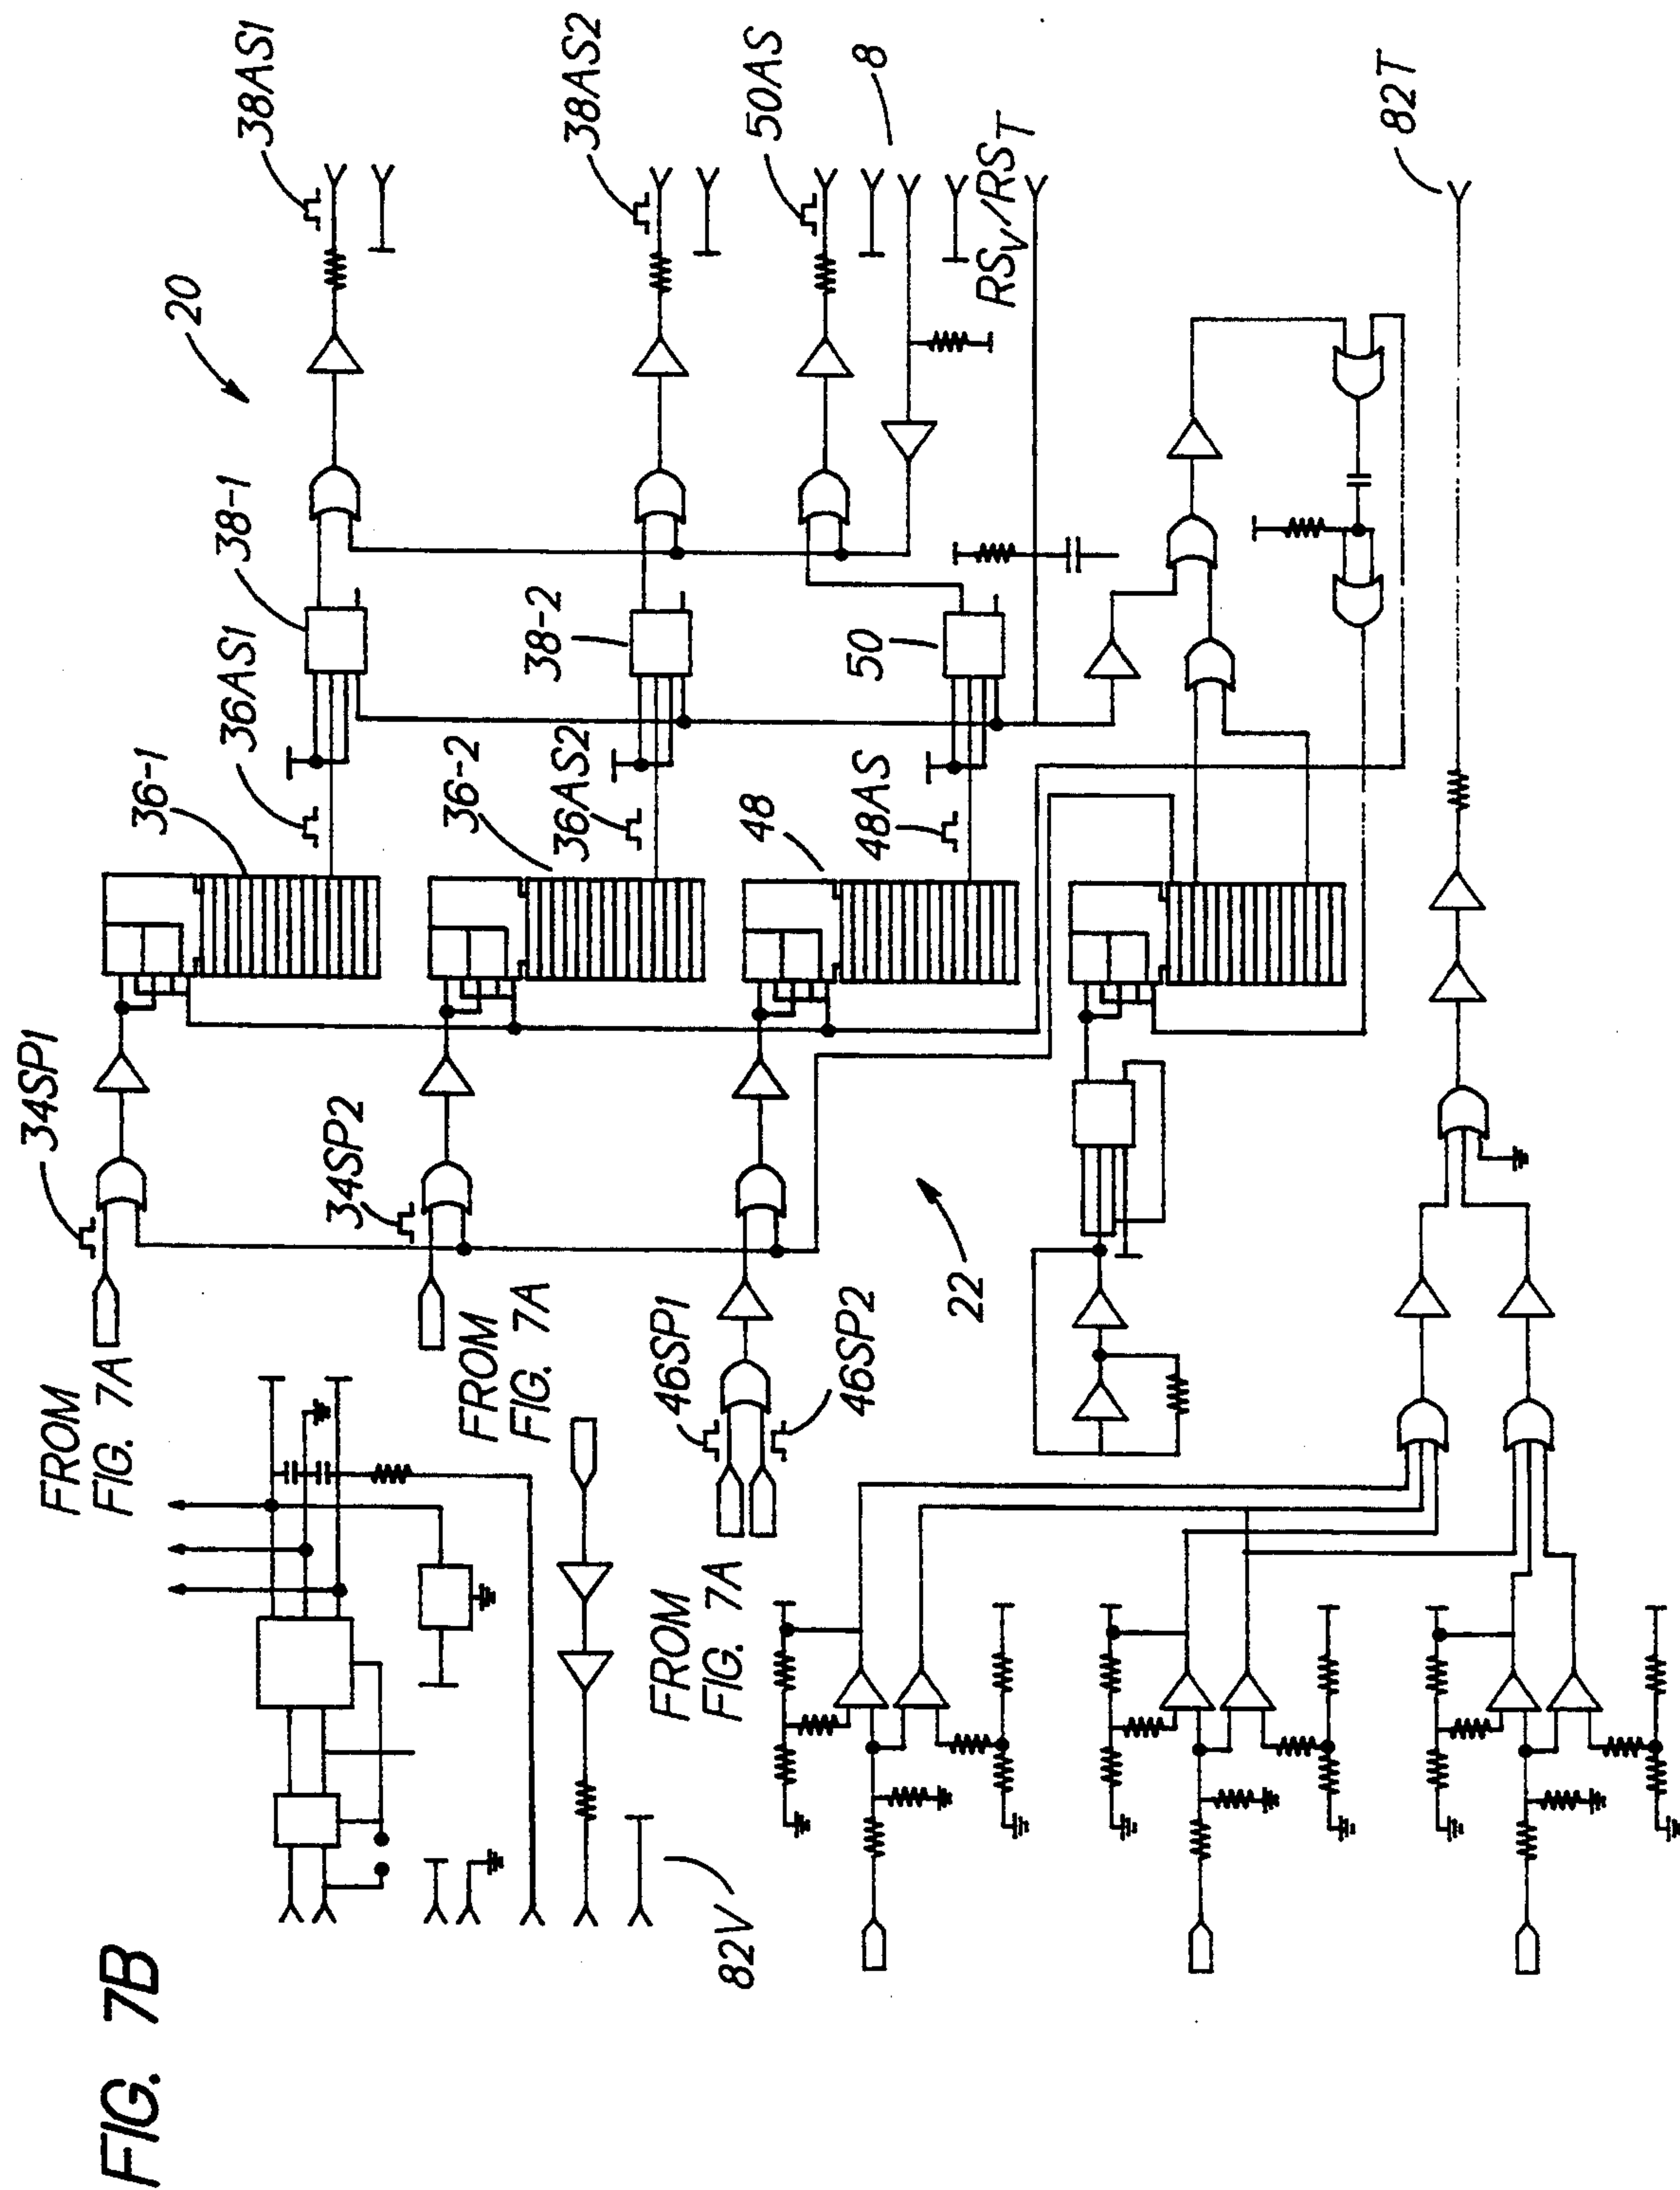 FIG. 7B
20
38AS1
38AS2
50AS
8
RSV/RST
82T
36-1
36AS1
38-1
36-2
36AS2
38-2
48
48AS
50
34SP1
34SP2
FROM
FIG. 7A
FROM
FIG. 7A
46SP1
46SP2
22
FROM
FIG. 7A
82V